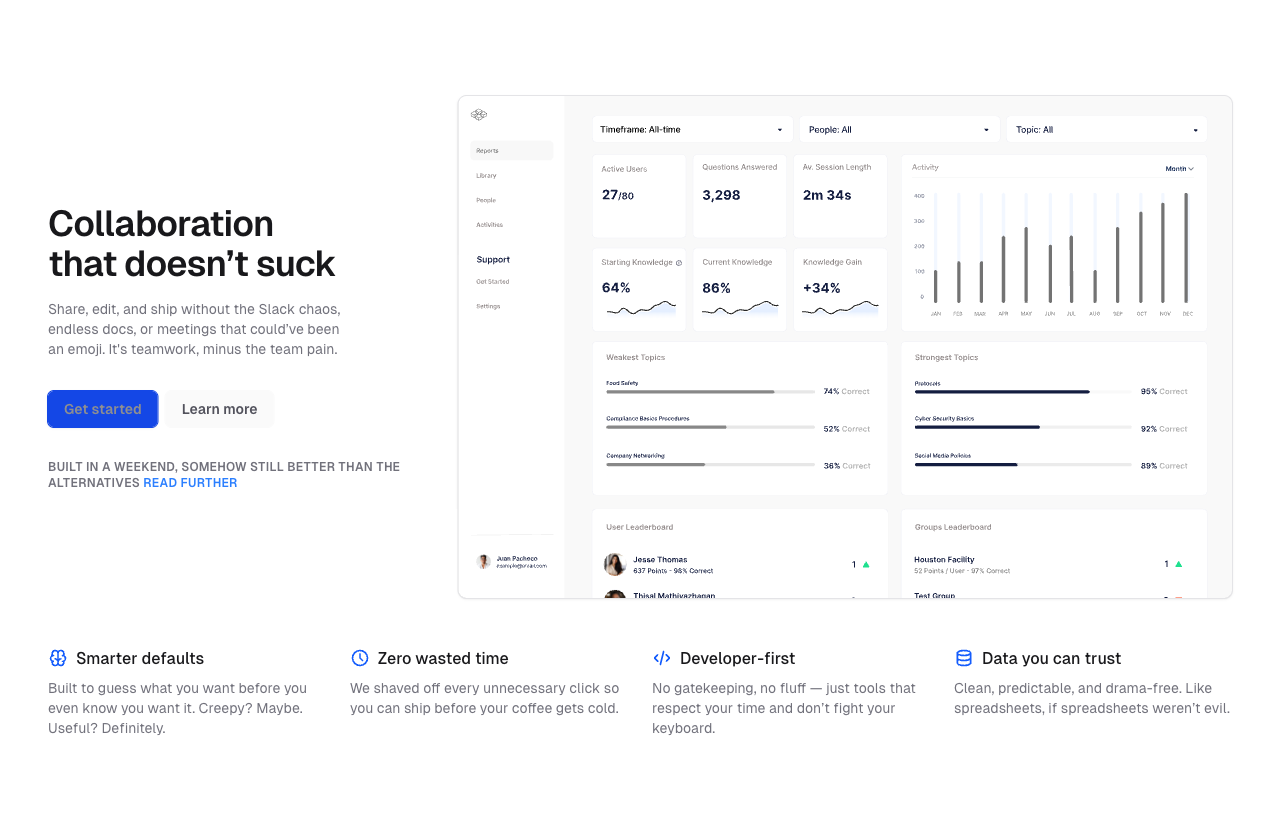 Collaboration
that doesn’t suck
Share, edit, and ship without the Slack chaos,
endless docs, or meetings that could’ve been
an emoji. It's teamwork, minus the team pain.
Get started
Learn more
BUILT IN A WEEKEND, SOMEHOW STILL BETTER THAN THE
ALTERNATIVES READ FURTHER
Reports
Library
People
Activities
Support
Get Started
Settings
Juan Pacheco
Timeframe: All-time
People: All
Topic: All
Active Users
27/80
Questions Answered
3,298
Av. Session Length
2m 34s
Starting Knowledge
64%
Current Knowledge
86%
Knowledge Gain
+34%
Activity
Month
400
300
200
100
0
JAN FEB MAR APR MAY JUN JUL AUG SEP OCT NOV DEC
Weakest Topics
Food Safety
74% Correct
Compliance Basics Procedures
52% Correct
Company Networking
36% Correct
Strongest Topics
Protocols
95% Correct
Cyber Security Basics
92% Correct
Social Media Policies
89% Correct
User Leaderboard
Jesse Thomas
637 Points - 98% Correct
1
Thisal Mathiyazhagan
Groups Leaderboard
Houston Facility
52 Points / User - 97% Correct
1
Test Group
Smarter defaults
Built to guess what you want before you
even know you want it. Creepy? Maybe.
Useful? Definitely.
Zero wasted time
We shaved off every unnecessary click so
you can ship before your coffee gets cold.
Developer-first
No gatekeeping, no fluff — just tools that
respect your time and don’t fight your
keyboard.
Data you can trust
Clean, predictable, and drama-free. Like
spreadsheets, if spreadsheets weren’t evil.